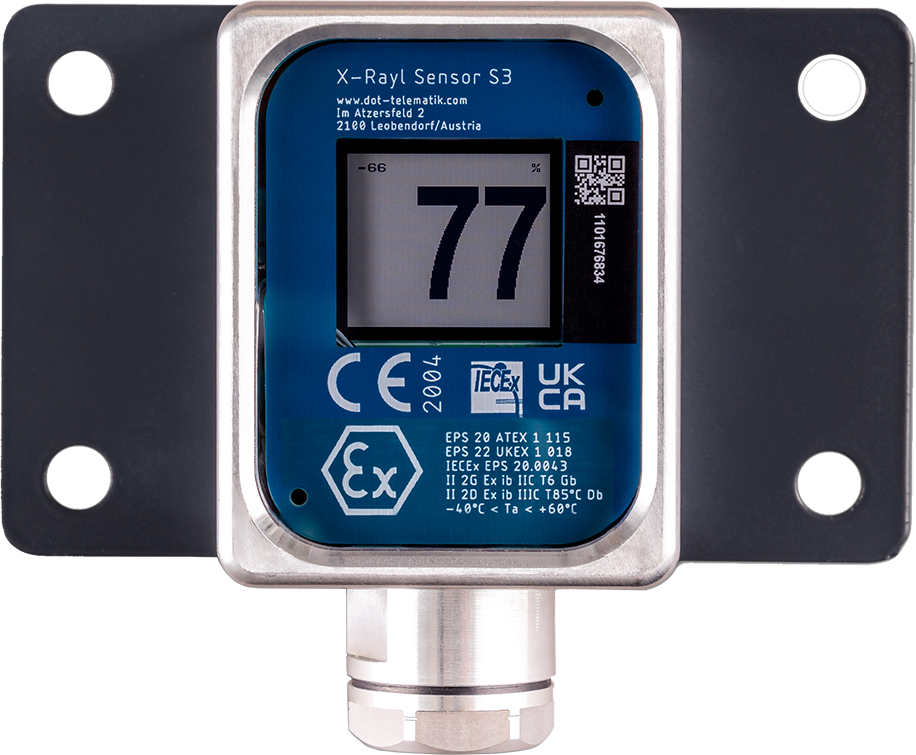 X-Rayl Sensor S3
www.dot-telematik.com
Im Atzersfeld 2
2100 Leobendorf/Austria
-66 %
77
1101676834
CE 2004
IECEx
UK
CA
Ex
EPS 20 ATEX 1 115
EPS 22 UKEX 1 018
IECEx EPS 20.0043
II 2G Ex ib IIC T6 Gb
II 2D Ex ib IIIC T85°C Db
-40°C < Ta < +60°C